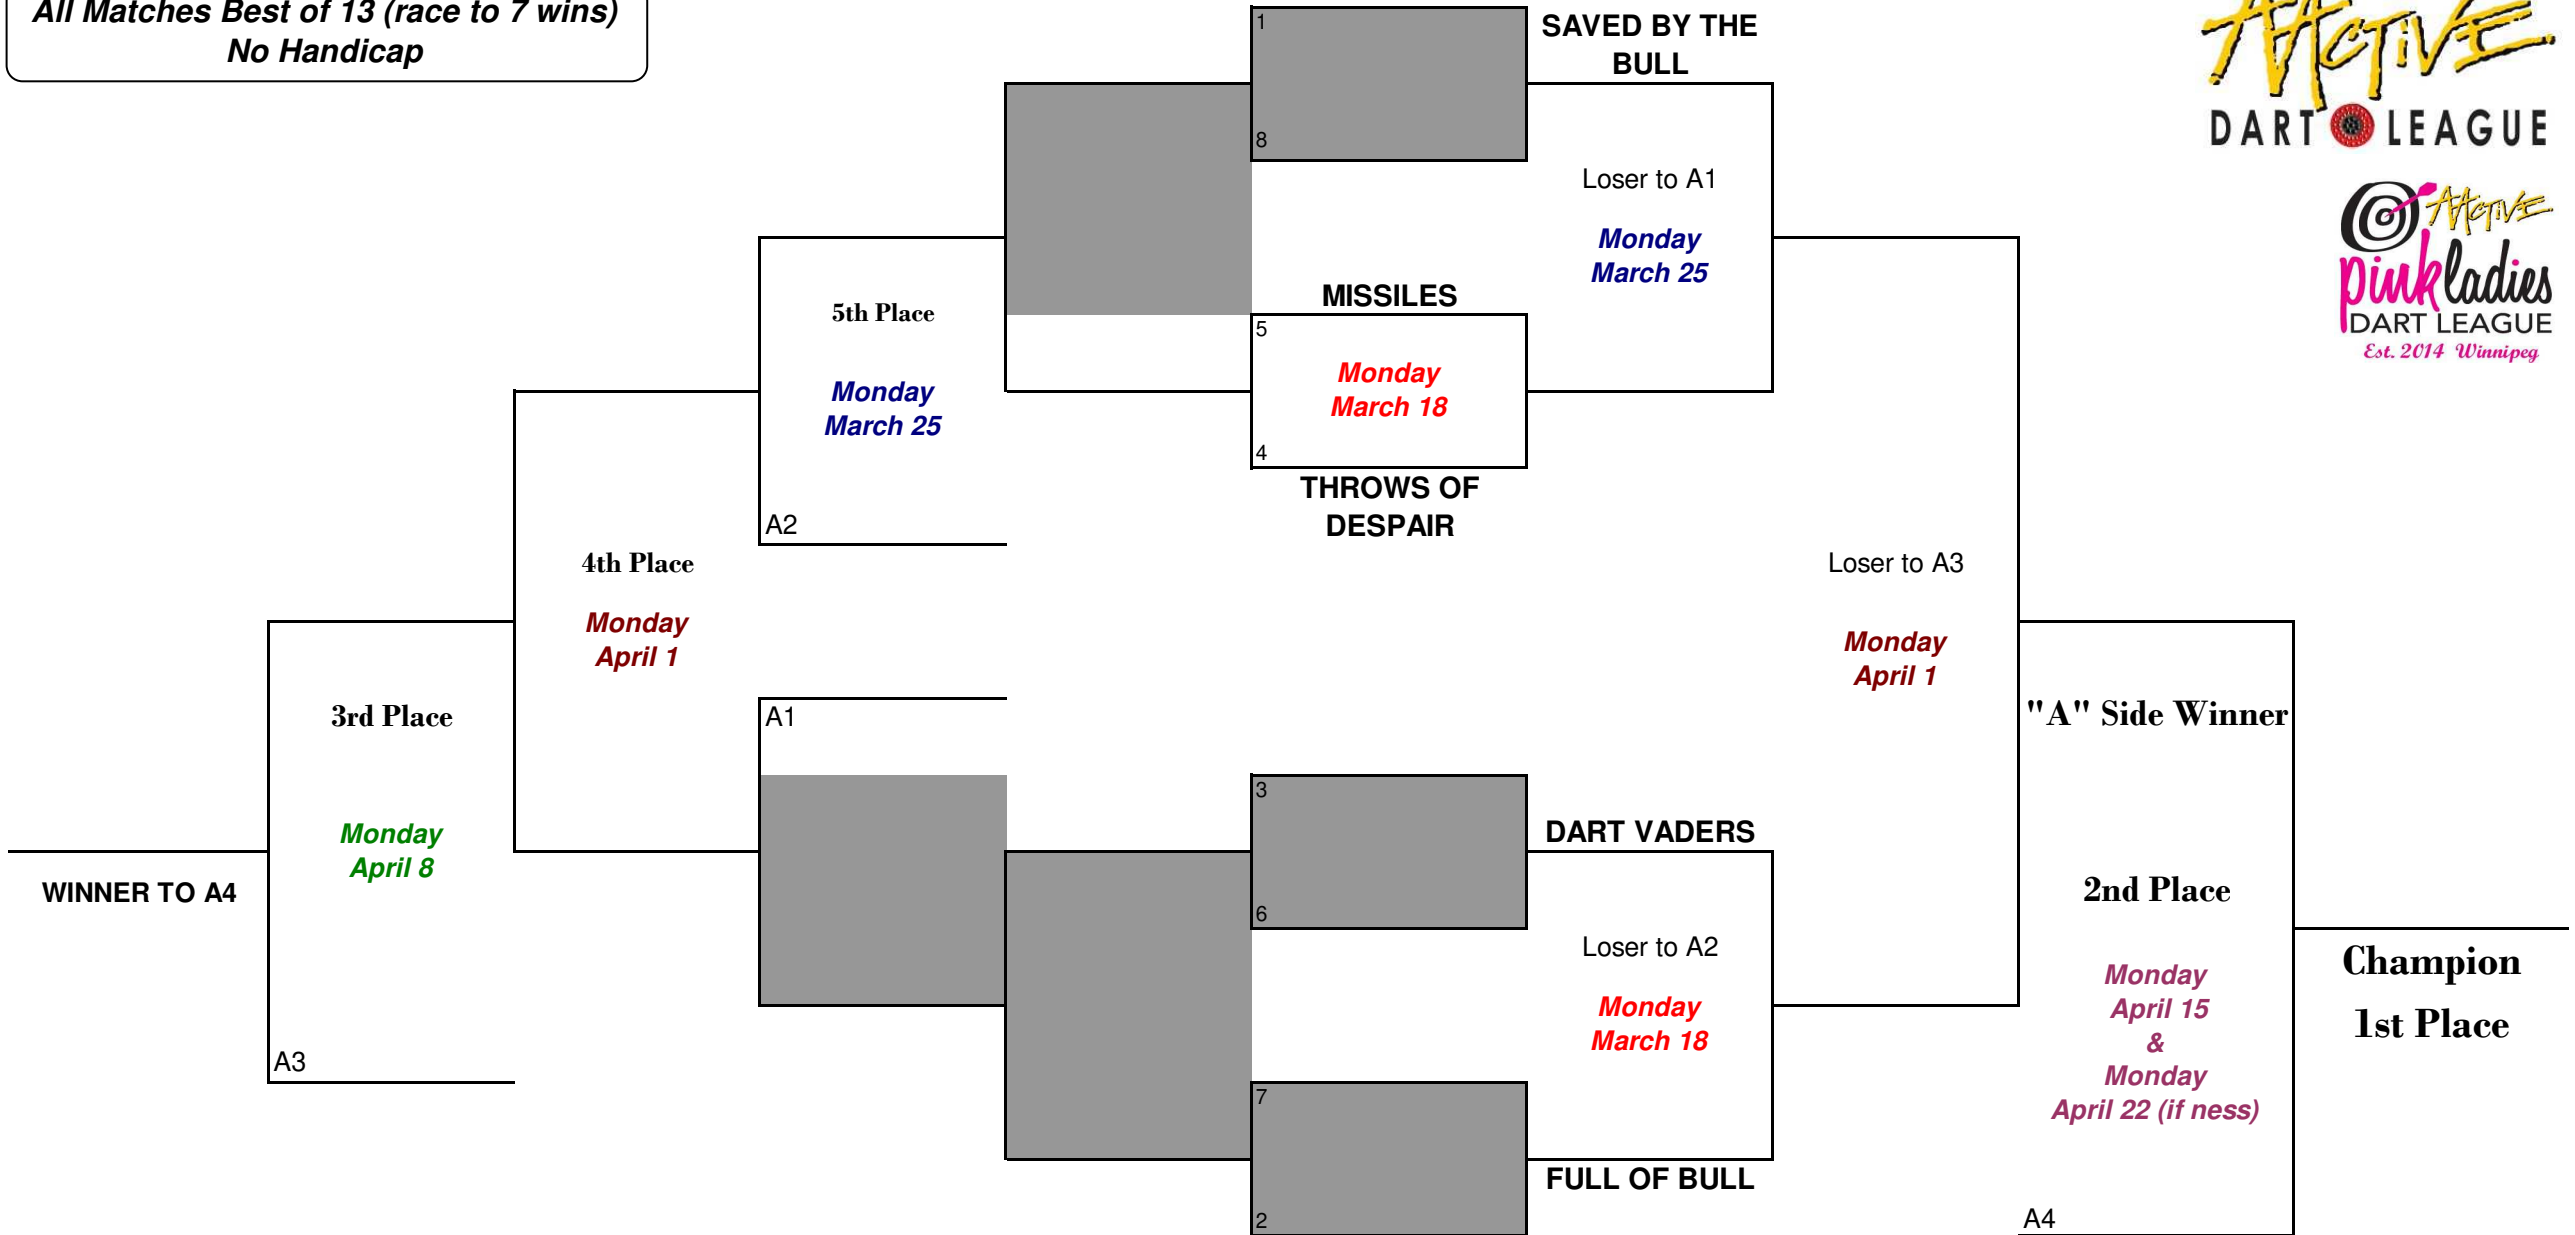 All Matches Best of 13 (race to 7 wins)
No Handicap
AActive
DART LEAGUE
AActive
pink ladies
DART LEAGUE
Est. 2014 Winnipeg
1
8
SAVED BY THE
BULL
Loser to A1
Monday
March 25
MISSILES
5
Monday
March 18
4
THROWS OF
DESPAIR
5th Place
Monday
March 25
A2
4th Place
Monday
April 1
A1
3rd Place
Monday
April 8
A3
WINNER TO A4
Loser to A3
Monday
April 1
3
6
DART VADERS
Loser to A2
Monday
March 18
7
2
FULL OF BULL
"A" Side Winner
2nd Place
Monday
April 15
&
Monday
April 22 (if ness)
A4
Champion
1st Place